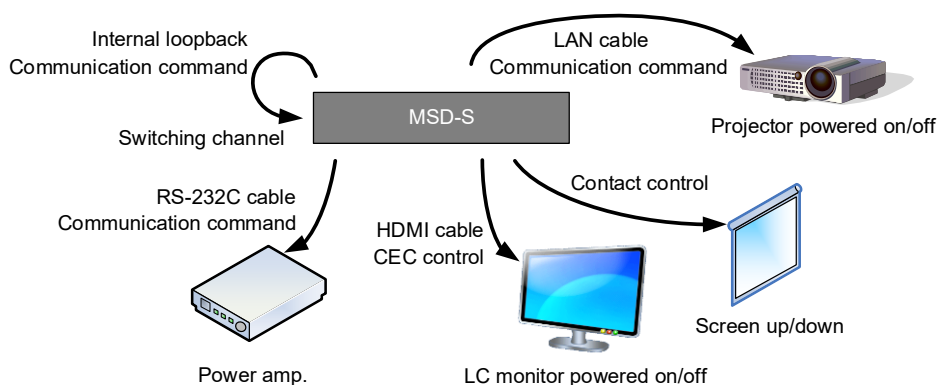 Internal loopback
Communication command
LAN cable
Communication command
MSD-S
Switching channel
Projector powered on/off
RS-232C cable
Communication command
Contact control
HDMI cable
CEC control
Screen up/down
Power amp.
LC monitor powered on/off